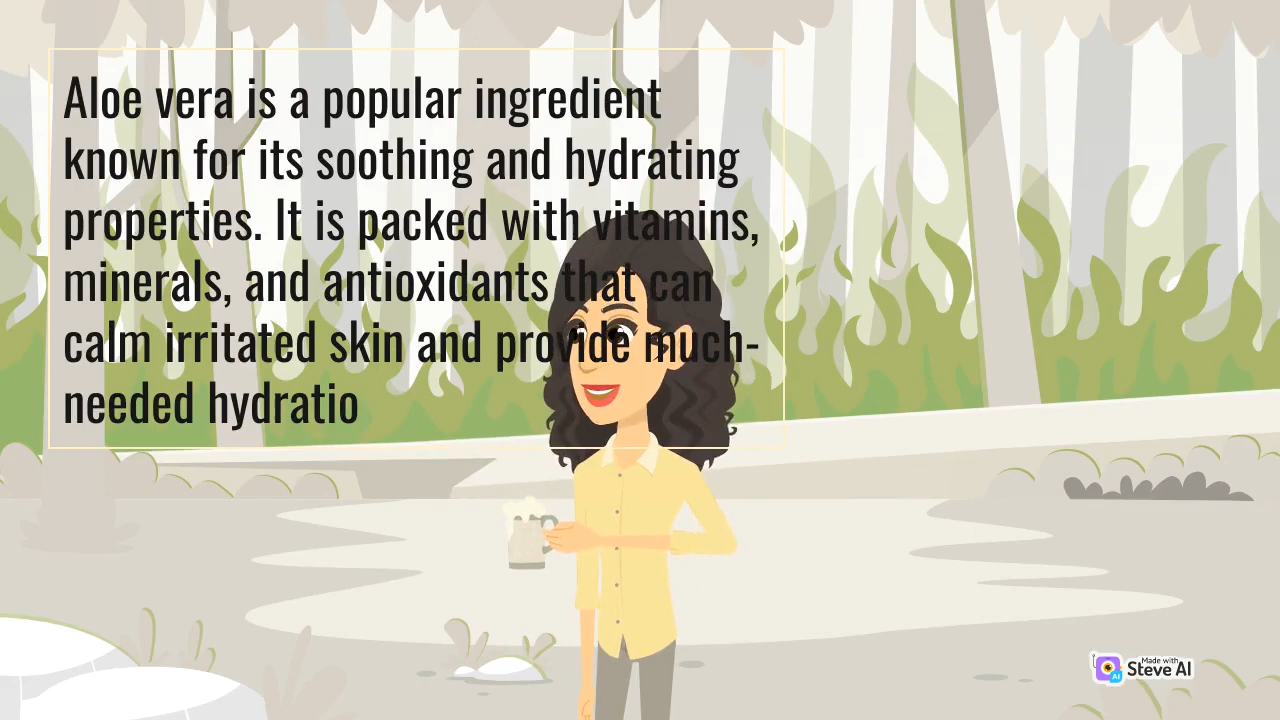 Aloe vera is a popular ingredient
known for its soothing and hydrating
properties. It is packed with vitamins,
minerals, and antioxidants that can
calm irritated skin and provide much-
needed hydratio
Made with
Steve AI
AI